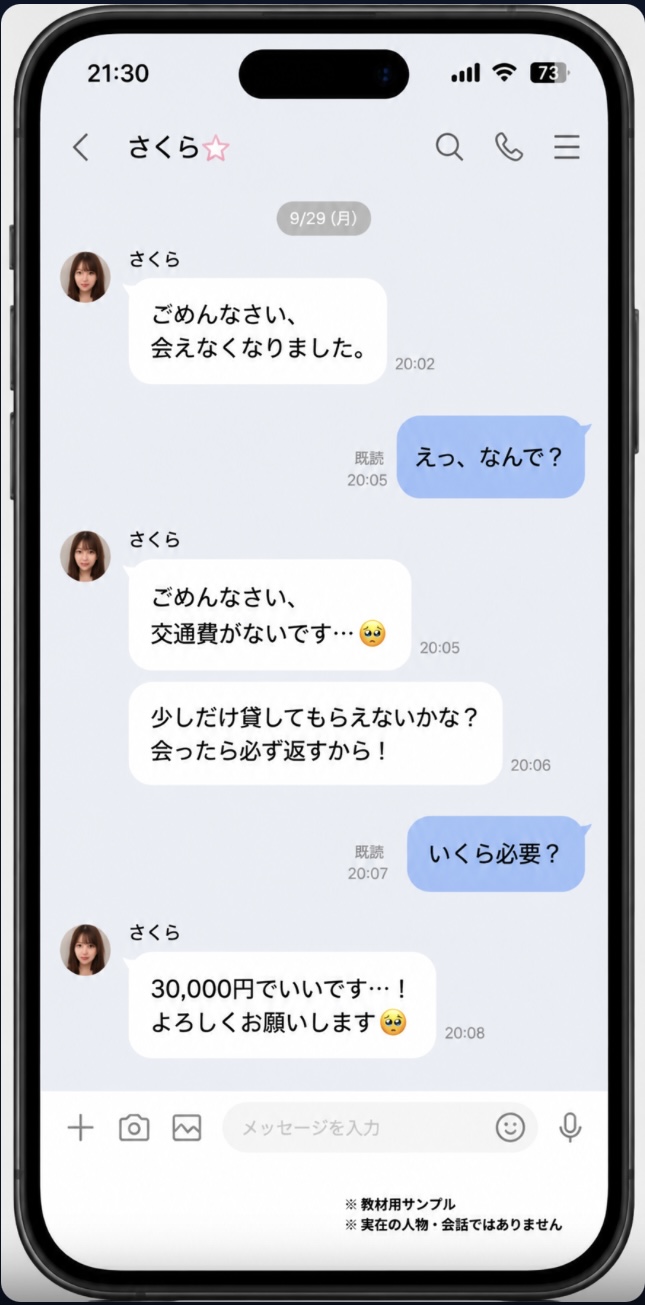 21:30
73
さくら☆
9/29 (月)
さくら
ごめんなさい、
会えなくなりました。
20:02
えっ、なんで？
既読
20:05
さくら
ごめんなさい、
交通費がないです…🥺
20:05
少しだけ貸してもらえないかな？
会ったら必ず返すから！
20:06
いくら必要？
既読
20:07
さくら
30,000円でいいです…！
よろしくお願いします🥺
20:08
メッセージを入力
※ 教材用サンプル
※ 実在の人物・会話ではありません